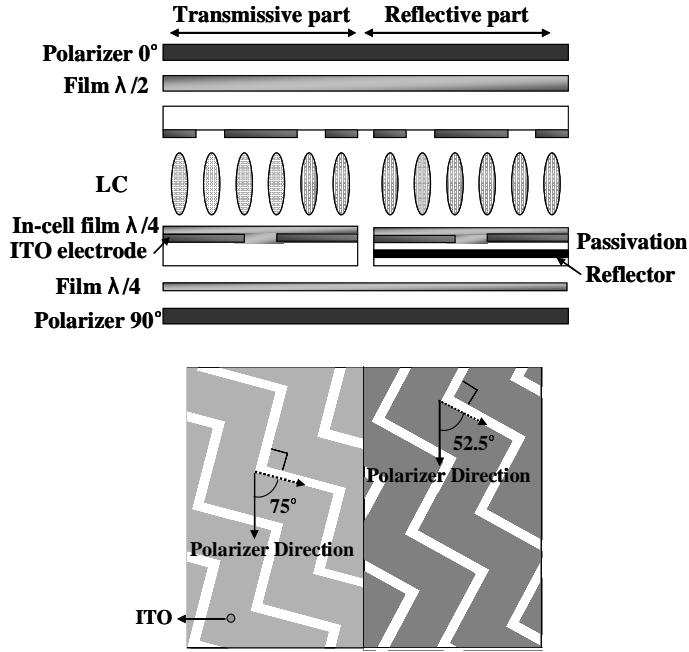 Transmissive part
Reflective part
Polarizer 0°
Film λ/2
LC
In-cell film λ/4
ITO electrode
Passivation
Reflector
Film λ/4
Polarizer 90°
52.5°
Polarizer Direction
75°
Polarizer Direction
ITO